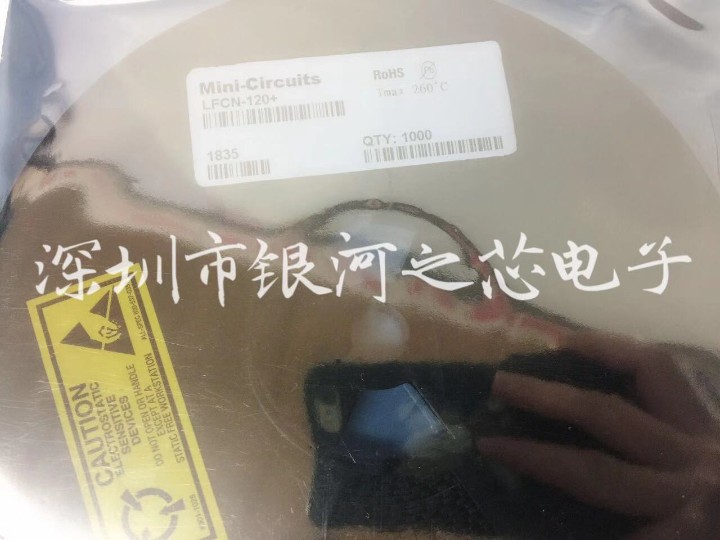 Mini-Circuits
LFCN-120+
RoHS
260°C
1835
QTY: 1000
深圳市银河之芯电子
CAUTION
ELECTROSTATIC
SENSITIVE
DEVICES
DO NOT OPEN OR HANDLE
EXCEPT AT A
STATIC FREE WORKSTATION